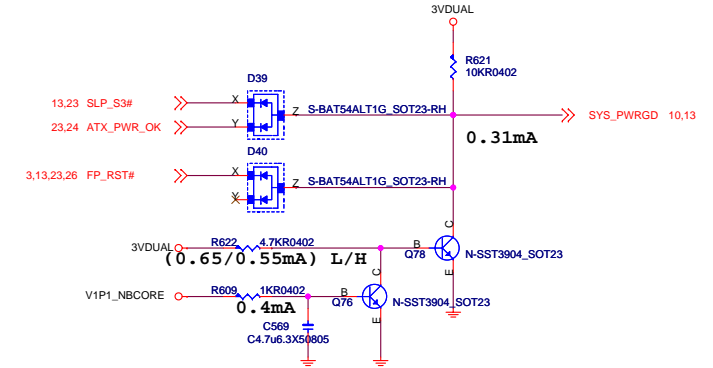 3VDUAL
R621
10KR0402
D39
13,23 SLP_S3#
X
Z
S-BAT54ALT1G_SOT23-RH
SYS_PWRGD 10,13
23,24 ATX_PWR_OK
Y
0.31mA
D40
3,13,23,26 FP_RST#
X
Z
S-BAT54ALT1G_SOT23-RH
Y
C
3VDUAL
R622
4.7KR0402
B
Q78
N-SST3904_SOT23
(0.65/0.55mA) L/H
E
C
V1P1_NBCORE
R609
1KR0402
B
Q76
N-SST3904_SOT23
0.4mA
E
C569
C4.7u6.3X50805